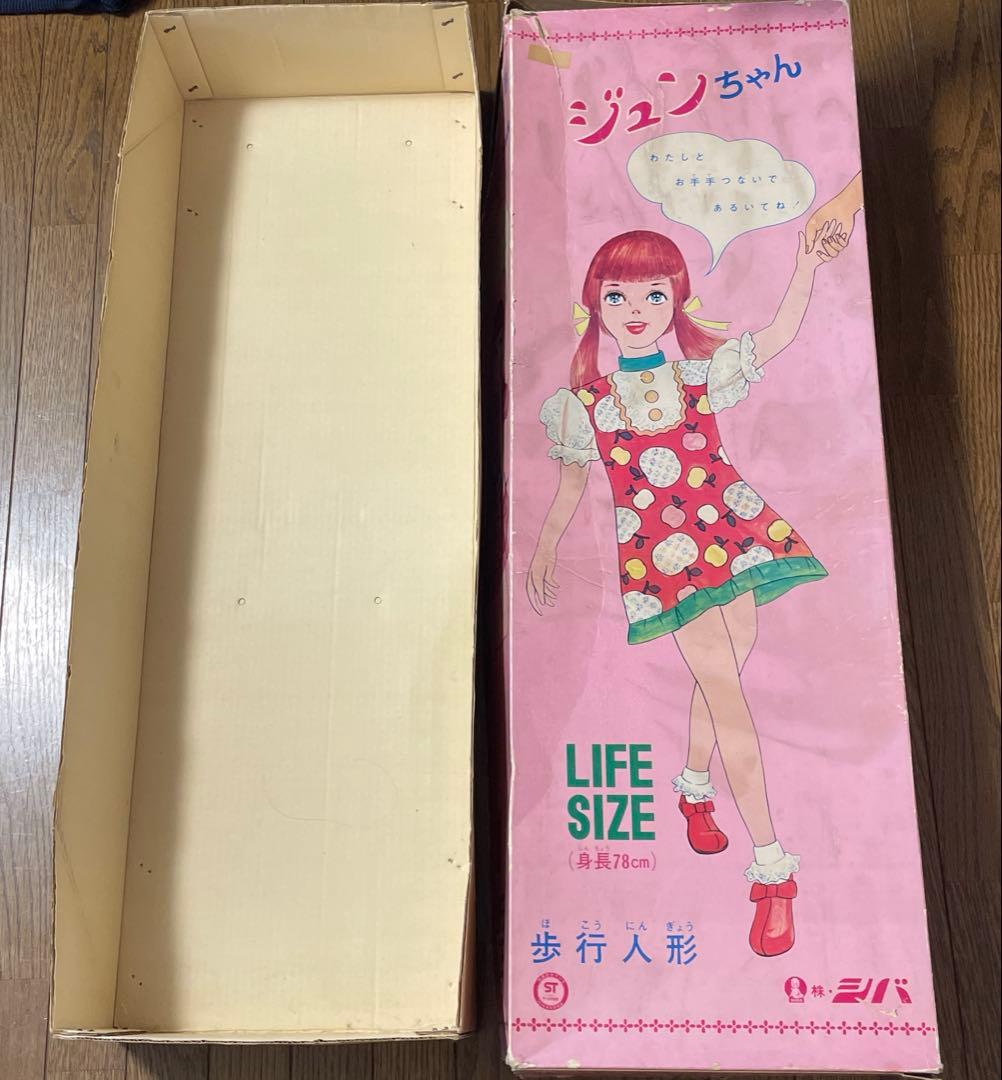 ジュンちゃん
わたしと
お手手つないで
あるいてね!
LIFE
SIZE
(身長78cm)
しんちょう
ほこうにんぎょう
歩行人形
ST
株・シバ